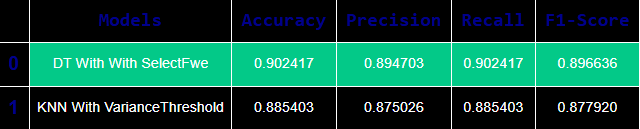 Models Accuracy Precision Recall F1-Score
0 DT With With SelectFwe 0.902417 0.894703 0.902417 0.896636
1 KNN With VarianceThreshold 0.885403 0.875026 0.885403 0.877920